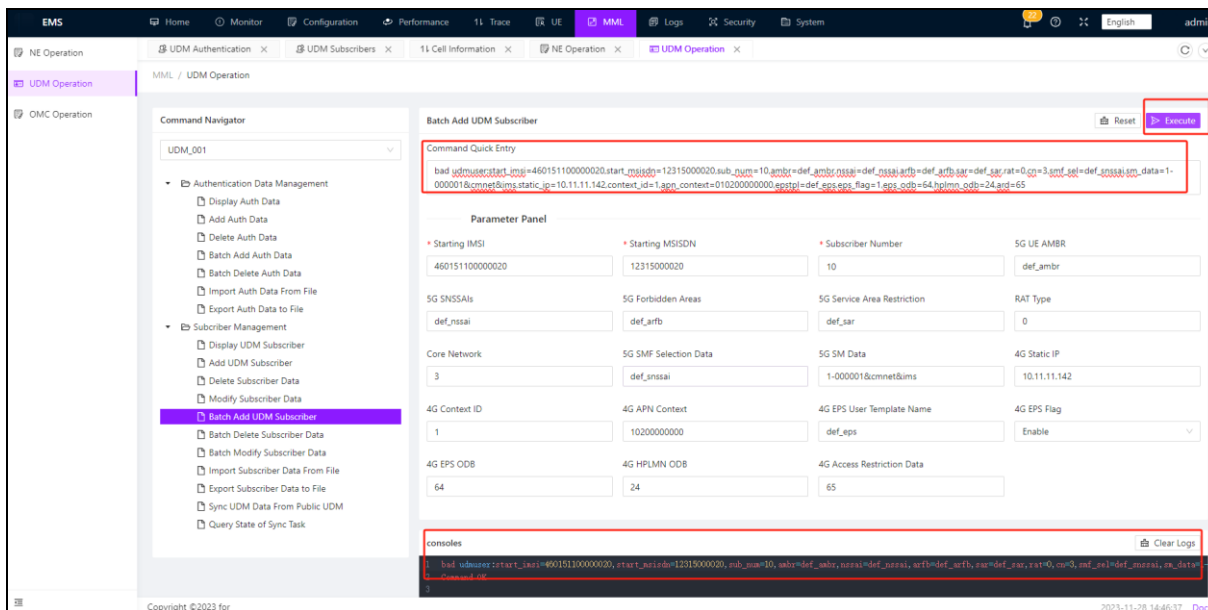 EMS
Home Monitor Configuration Performance Trace UE MML Logs Security System 22 English admi
NE Operation
UDM Operation
OMC Operation
UDM Authentication × UDM Subscribers × Cell Information × NE Operation × UDM Operation ×
MML / UDM Operation
Command Navigator
UDM_001
Authentication Data Management
Display Auth Data
Add Auth Data
Delete Auth Data
Batch Add Auth Data
Batch Delete Auth Data
Import Auth Data From File
Export Auth Data to File
Subcriber Management
Display UDM Subscriber
Add UDM Subscriber
Delete Subscriber Data
Modify Subscriber Data
Batch Add UDM Subscriber
Batch Delete Subscriber Data
Batch Modify Subscriber Data
Import Subscriber Data From File
Export Subscriber Data to File
Sync UDM Data From Public UDM
Query State of Sync Task
Batch Add UDM Subscriber Reset Execute
Command Quick Entry
bad udmuser:start_imsi=460151100000020,start_msisdn=12315000020,sub_num=10,ambr=def_ambr,nssai=def_nssai,arfb=def_arfb,sar=def_sar,rat=0,cn=3,smf_sel=def_snssai,sm_data=1-
000001&cmnet&ims,static_ip=10.11.11.142,context_id=1,apn_context=010200000000,epstpl=def_eps,eps_flag=1,eps_odb=64,hplmn_odb=24,ard=65
Parameter Panel
* Starting IMSI * Starting MSISDN * Subscriber Number 5G UE AMBR
460151100000020 12315000020 10 def_ambr
5G SNSSAIs 5G Forbidden Areas 5G Service Area Restriction RAT Type
def_nssai def_arfb def_sar 0
Core Network 5G SMF Selection Data 5G SM Data 4G Static IP
3 def_snssai 1-000001&cmnet&ims 10.11.11.142
4G Context ID 4G APN Context 4G EPS User Template Name 4G EPS Flag
1 10200000000 def_eps Enable
4G EPS ODB 4G HPLMN ODB 4G Access Restriction Data
64 24 65
consoles Clear Logs
1 bad udmuser:start_imsi=460151100000020,start_msisdn=12315000020,sub_num=10,ambr=def_ambr,nssai=def_nssai,arfb=def_arfb,sar=def_sar,rat=0,cn=3,smf_sel=def_snssai,sm_data=1-
2 Command OK
3
Copyright ©2023 for 2023-11-28 14:46:37 Doc